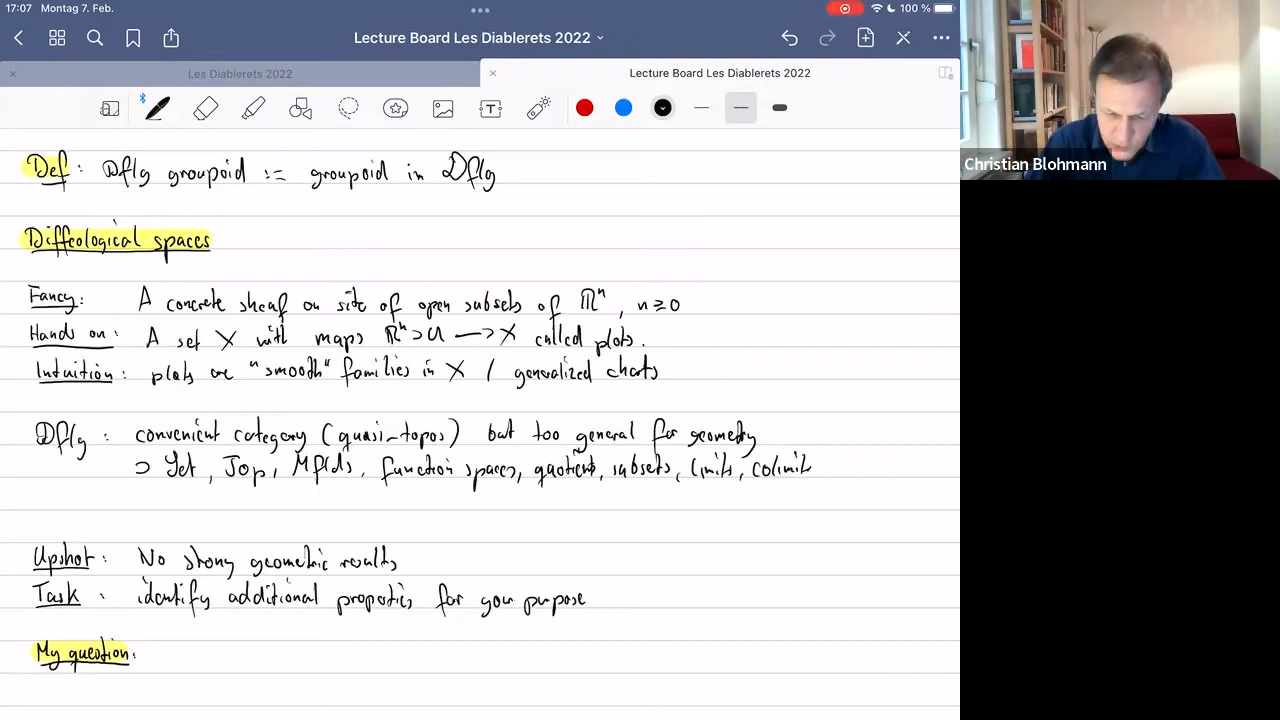 17:07 Montag 7. Feb.
100 %
Lecture Board Les Diablerets 2022
Les Diablerets 2022
Lecture Board Les Diablerets 2022
Def: Dflg groupoid := groupoid in Dflg
Diffeological spaces
Fancy: A concrete sheaf on site of open subsets of ℝⁿ, n ≥ 0
Hands on: A set X with maps ℝⁿ ⊃ U ⟶ X called plots.
Intuition: plots are "smooth" families in X / generalized charts
Dflg: convenient category (quasi-topos) but too general for geometry
⊃ Set, Top, Mflds, function spaces, quotients, subsets, limits, colimits
Upshot: No strong geometric results
Task: identify additional properties for your purpose
My question:
Christian Blohmann